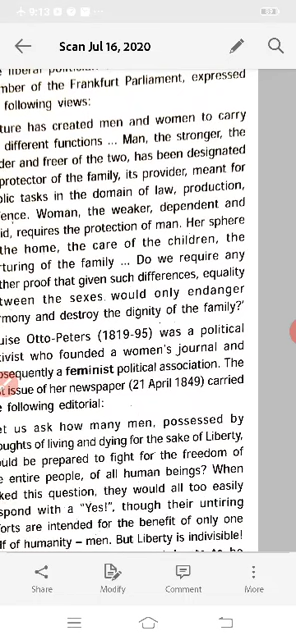 9:13
Scan Jul 16, 2020
mber of the Frankfurt Parliament, expressed
following views:
ture has created men and women to carry
different functions ... Man, the stronger, the
der and freer of the two, has been designated
protector of the family, its provider, meant for
blic tasks in the domain of law, production,
ence. Woman, the weaker, dependent and
id, requires the protection of man. Her sphere
the home, the care of the children, the
rturing of the family ... Do we require any
ther proof that given such differences, equality
tween the sexes would only endanger
rmony and destroy the dignity of the family?'
uise Otto-Peters (1819-95) was a political
tivist who founded a women's journal and
bsequently a feminist political association. The
t issue of her newspaper (21 April 1849) carried
e following editorial:
et us ask how many men, possessed by
oughts of living and dying for the sake of Liberty,
ould be prepared to fight for the freedom of
e entire people, of all human beings? When
ked this question, they would all too easily
spond with a "Yes!", though their untiring
forts are intended for the benefit of only one
lf of humanity – men. But Liberty is indivisible!
Share
Modify
Comment
More